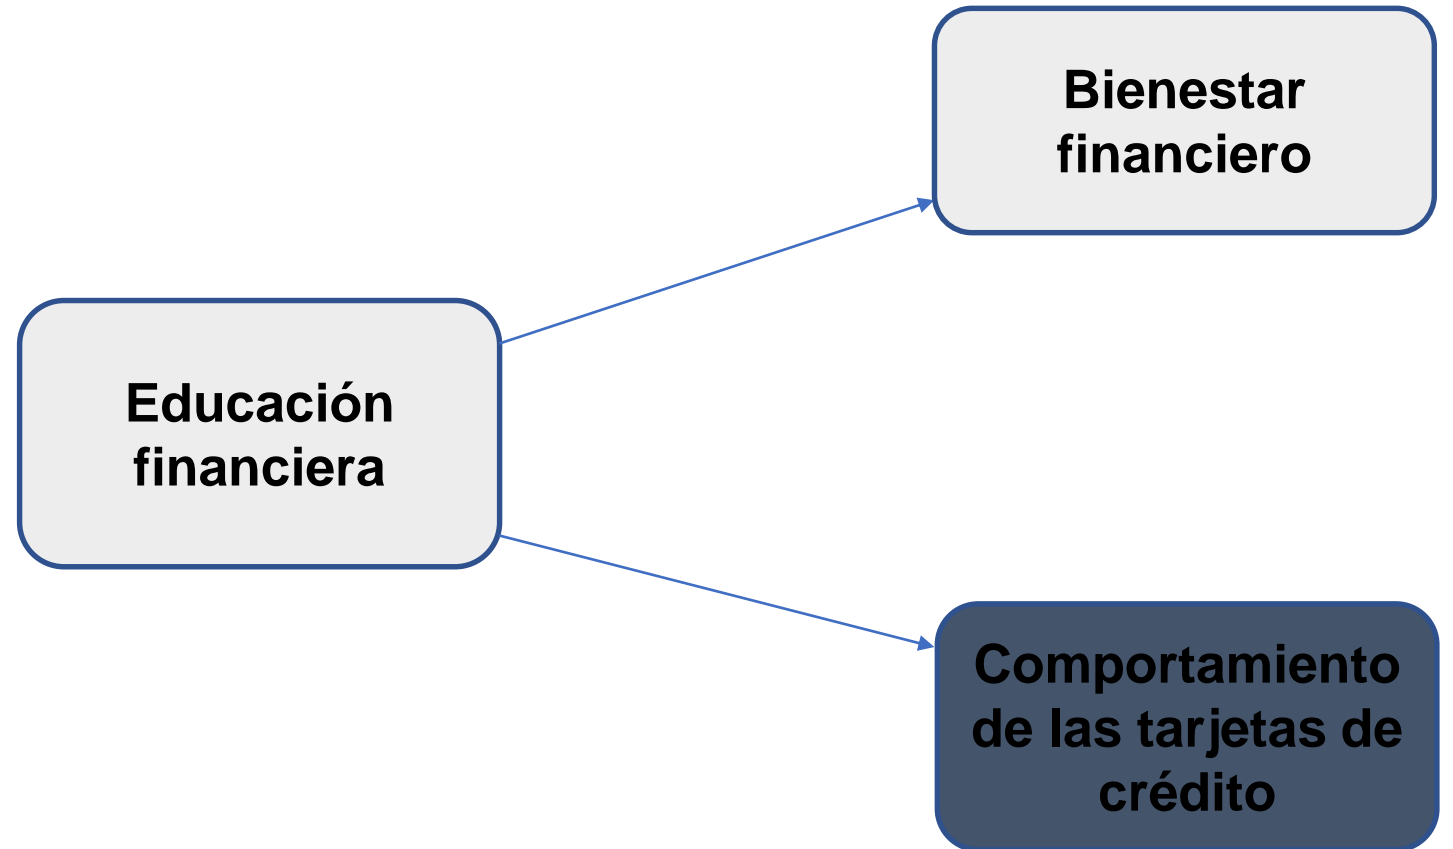 Bienestar
financiero
Educación
financiera
Comportamiento
de las tarjetas de
crédito